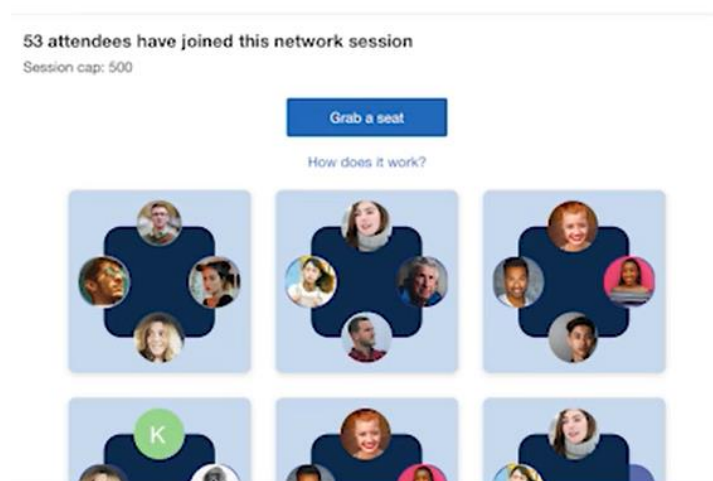 53 attendees have joined this network session
Session cap: 500
Grab a seat
How does it work?
K